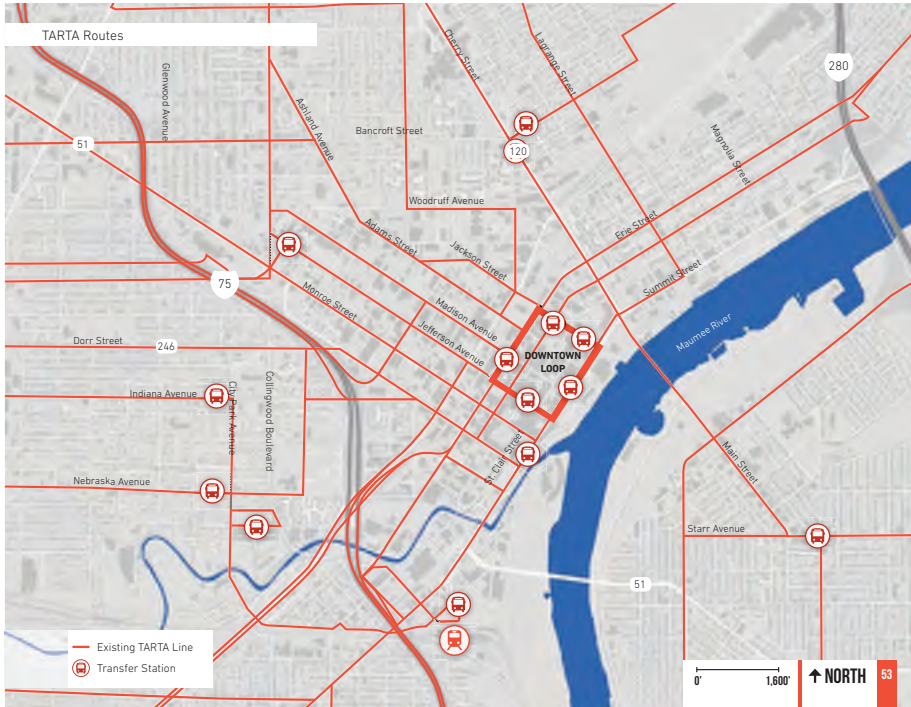 TARTA Routes
Glenwood Avenue
Cherry Street
Lagrange Street
280
Ashland Avenue
Bancroft Street
51
120
Magnolia Street
Woodruff Avenue
Adams Street
Jackson Street
Erie Street
Summit Street
75
Monroe Street
Madison Avenue
Jefferson Avenue
Maumee River
Dorr Street
246
DOWNTOWN
LOOP
Indiana Avenue
City Park Avenue
Collingwood Boulevard
St. Clair Street
Main Street
Nebraska Avenue
Starr Avenue
51
Existing TARTA Line
Transfer Station
0'
1,600'
NORTH
53